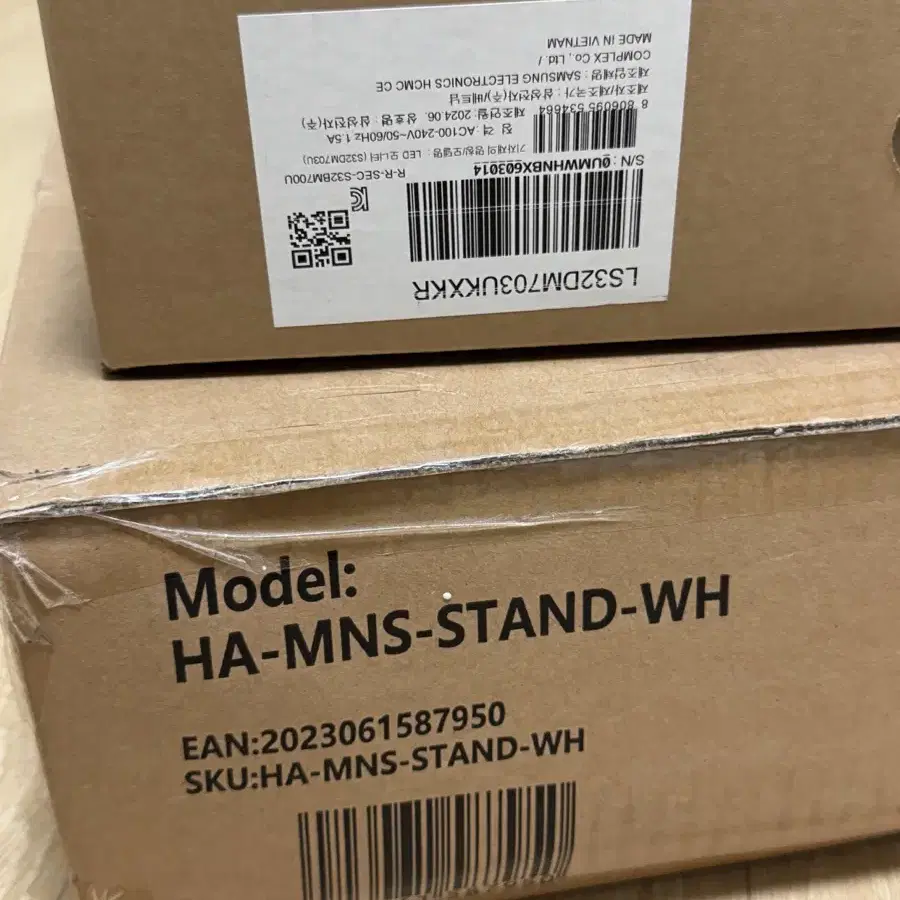 LS32DM703UKXKR
S/N : 0UMWHNBX603014
R-R-SEC-S32BM700U
기자재의 명칭/모델명 : LED 모니터 (S32DM703U)
정 격 : AC100-240V~50/60Hz 1.5A
8 806095 534664
제조연월 : 2024.06. 상호명 : 삼성전자(주)
제조자/제조국가 : 삼성전자(주)/베트남
제조업체명 : SAMSUNG ELECTRONICS HCMC CE
COMPLEX Co., Ltd /
MADE IN VIETNAM
Model:
HA-MNS-STAND-WH
EAN:2023061587950
SKU:HA-MNS-STAND-WH